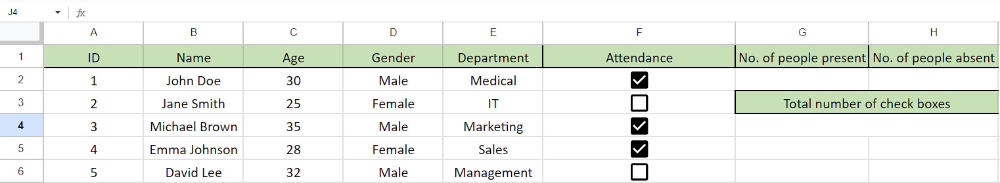 J4 fx
A B C D E F G H
1 ID Name Age Gender Department Attendance No. of people present No. of people absent
2 1 John Doe 30 Male Medical
3 2 Jane Smith 25 Female IT Total number of check boxes
4 3 Michael Brown 35 Male Marketing
5 4 Emma Johnson 28 Female Sales
6 5 David Lee 32 Male Management